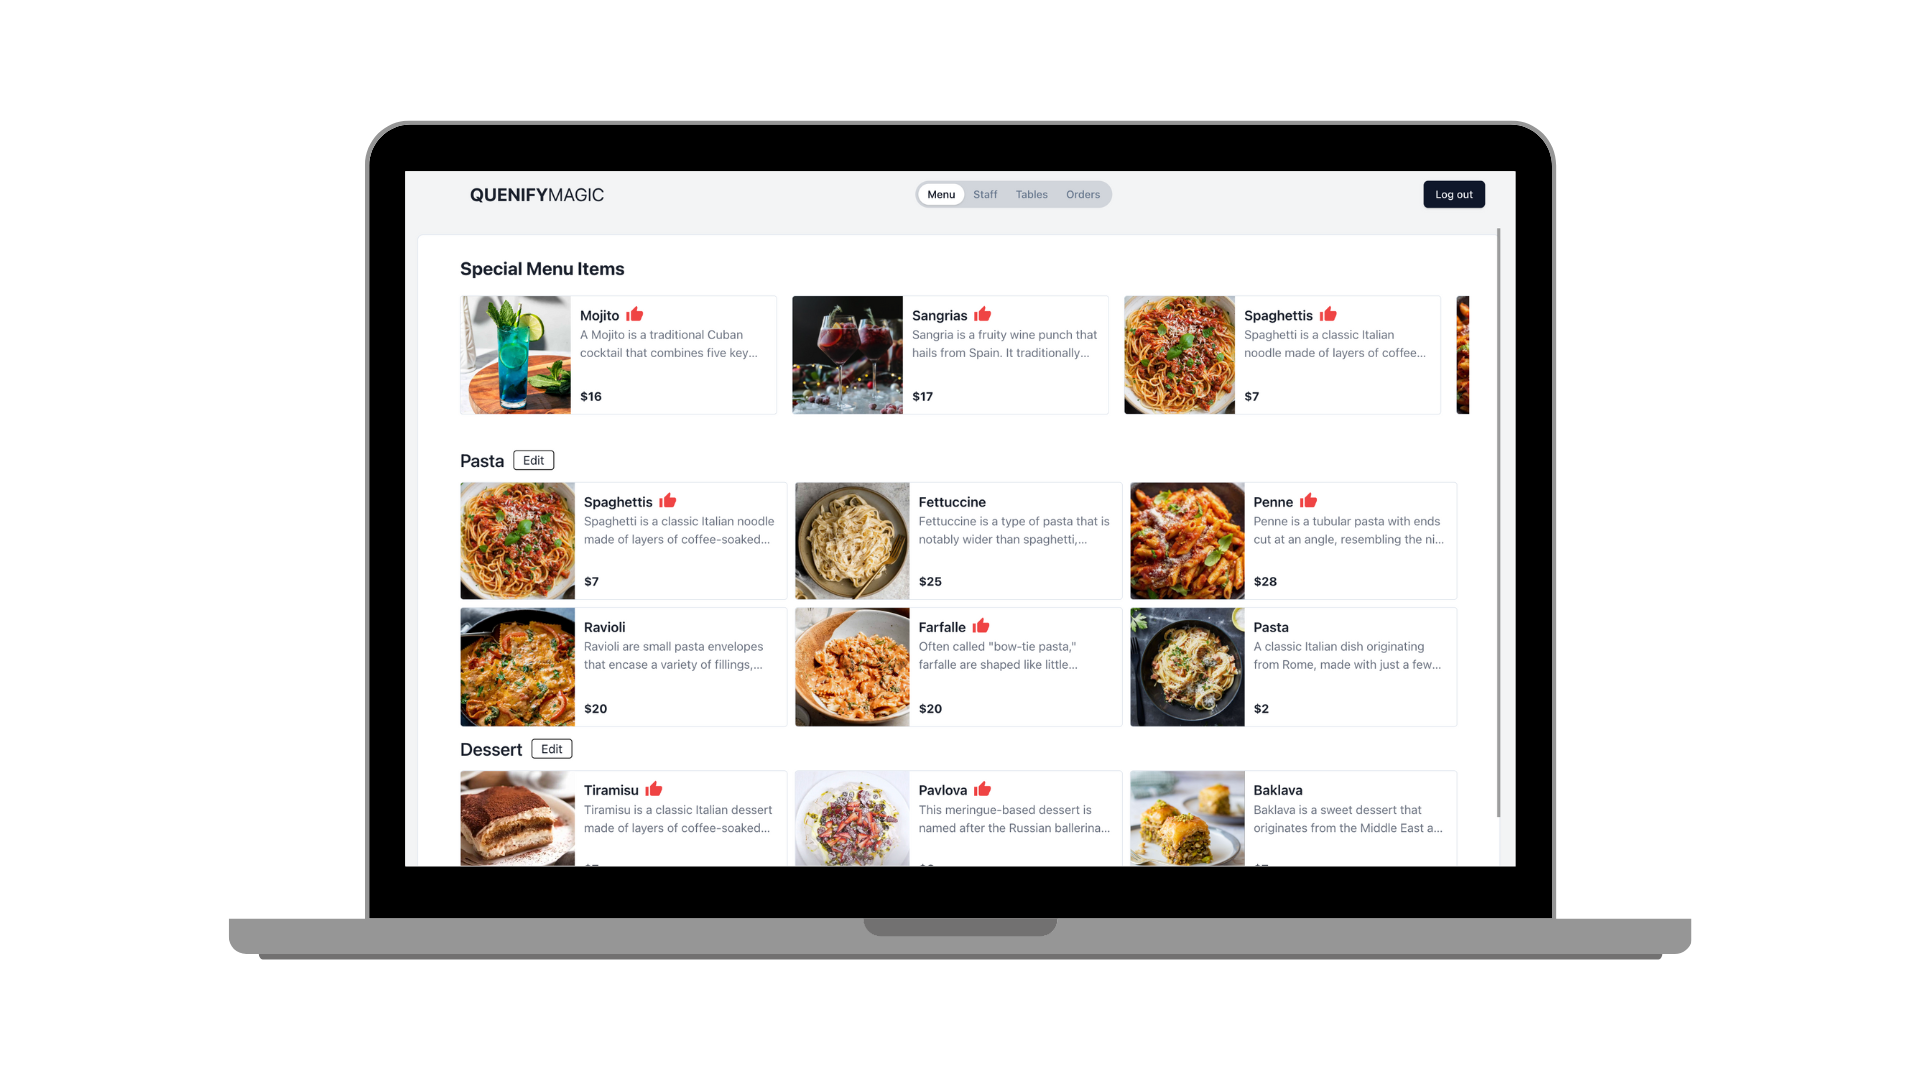 QUENIFYMAGIC
Menu Staff Tables Orders
Log out
Special Menu Items
Mojito
A Mojito is a traditional Cuban
cocktail that combines five key...
$16
Sangrias
Sangria is a fruity wine punch that
hails from Spain. It traditionally...
$17
Spaghettis
Spaghetti is a classic Italian
noodle made of layers of coffee...
$7
Pasta Edit
Spaghettis
Spaghetti is a classic Italian noodle
made of layers of coffee-soaked...
$7
Fettuccine
Fettuccine is a type of pasta that is
notably wider than spaghetti,...
$25
Penne
Penne is a tubular pasta with ends
cut at an angle, resembling the ni...
$28
Ravioli
Ravioli are small pasta envelopes
that encase a variety of fillings,...
$20
Farfalle
Often called "bow-tie pasta,"
farfalle are shaped like little...
$20
Pasta
A classic Italian dish originating
from Rome, made with just a few...
$2
Dessert Edit
Tiramisu
Tiramisu is a classic Italian dessert
made of layers of coffee-soaked...
Pavlova
This meringue-based dessert is
named after the Russian ballerina...
Baklava
Baklava is a sweet dessert that
originates from the Middle East a...